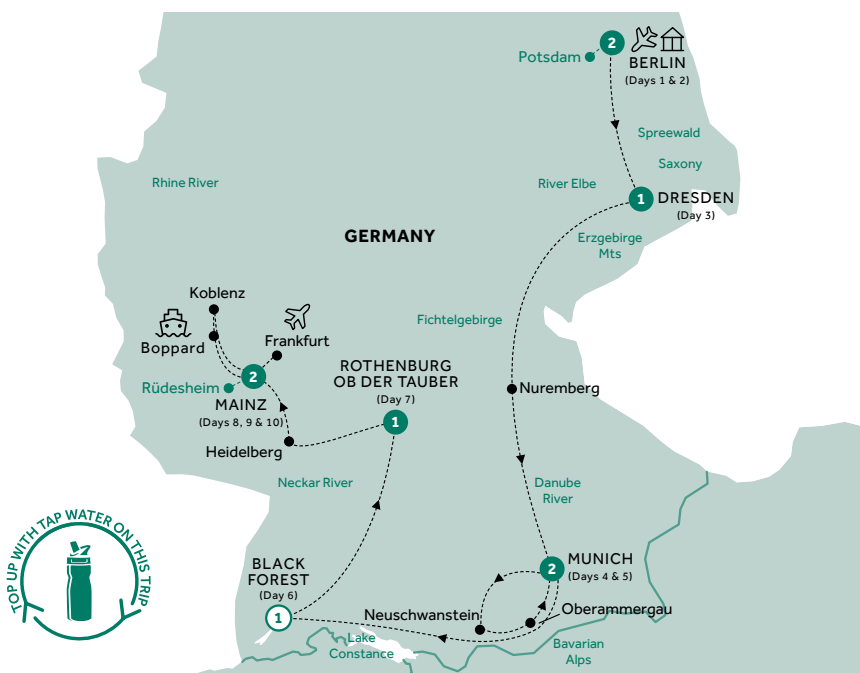 2
BERLIN
(Days 1 & 2)
Potsdam
Spreewald
Saxony
Rhine River
River Elbe
1
DRESDEN
(Day 3)
GERMANY
Erzgebirge
Mts
Koblenz
Fichtelgebirge
Boppard
Frankfurt
ROTHENBURG
OB DER TAUBER
(Day 7)
1
Rüdesheim
2
MAINZ
(Days 8, 9 & 10)
Nuremberg
Heidelberg
Neckar River
Danube
River
TOP UP WITH TAP WATER ON THIS TRIP
BLACK
FOREST
(Day 6)
1
2
MUNICH
(Days 4 & 5)
Neuschwanstein
Oberammergau
Lake
Constance
Bavarian
Alps